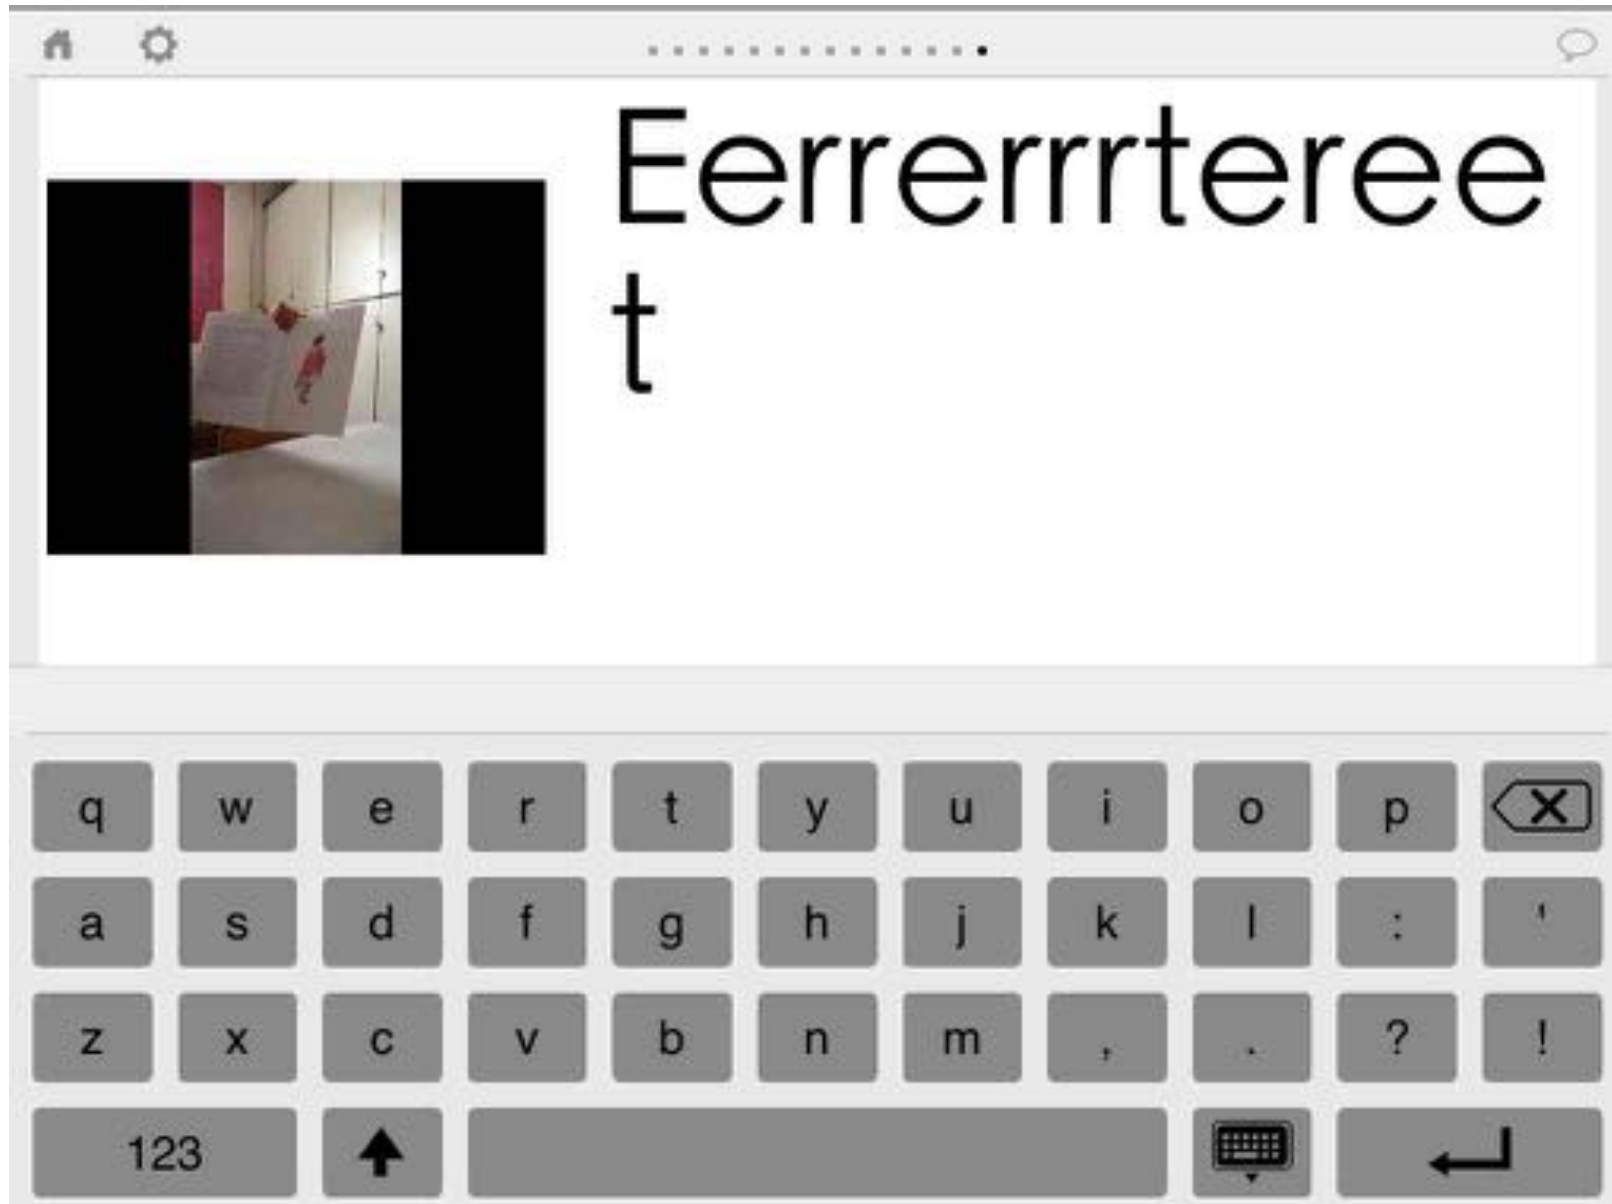 Eerrerrrteree
t
q w e r t y u i o p
a s d f g h j k l : '
z x c v b n m , . ? !
123